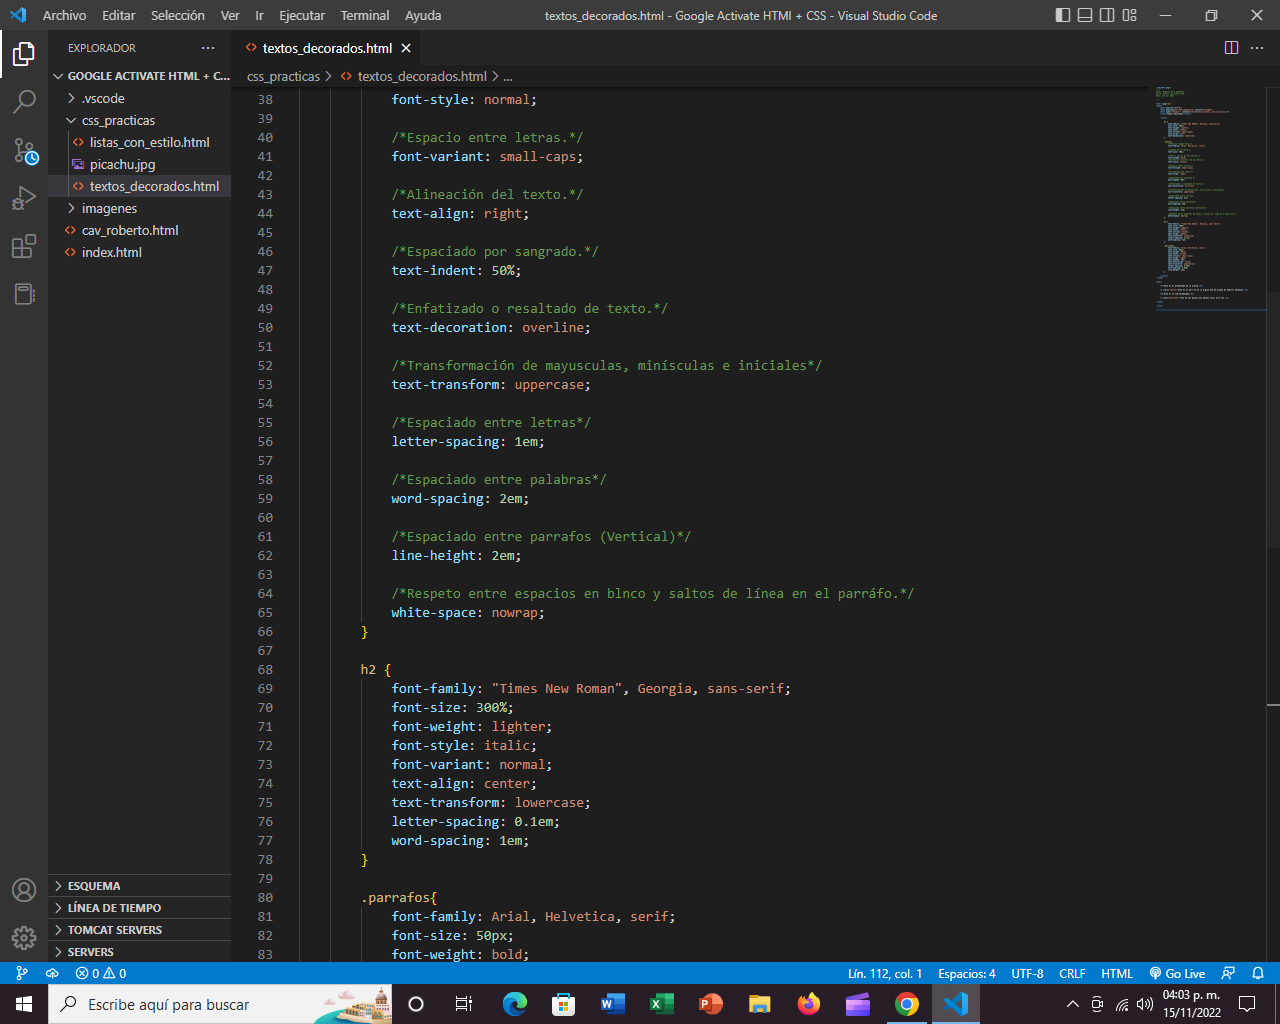 Archivo Editar Selección Ver Ir Ejecutar Terminal Ayuda textos_decorados.html - Google Activate HTMl + CSS - Visual Studio Code
EXPLORADOR
GOOGLE ACTIVATE HTML + C...
.vscode
css_practicas
listas_con_estilo.html
picachu.jpg
textos_decorados.html
imagenes
cav_roberto.html
index.html
ESQUEMA
LÍNEA DE TIEMPO
TOMCAT SERVERS
SERVERS
textos_decorados.html
css_practicas > textos_decorados.html > ...
38 font-style: normal;
39
40 /*Espacio entre letras.*/
41 font-variant: small-caps;
42
43 /*Alineación del texto.*/
44 text-align: right;
45
46 /*Espaciado por sangrado.*/
47 text-indent: 50%;
48
49 /*Enfatizado o resaltado de texto.*/
50 text-decoration: overline;
51
52 /*Transformación de mayusculas, minísculas e iniciales*/
53 text-transform: uppercase;
54
55 /*Espaciado entre letras*/
56 letter-spacing: 1em;
57
58 /*Espaciado entre palabras*/
59 word-spacing: 2em;
60
61 /*Espaciado entre parrafos (Vertical)*/
62 line-height: 2em;
63
64 /*Respeto entre espacios en blnco y saltos de línea en el parráfo.*/
65 white-space: nowrap;
66 }
67
68 h2 {
69 font-family: "Times New Roman", Georgia, sans-serif;
70 font-size: 300%;
71 font-weight: lighter;
72 font-style: italic;
73 font-variant: normal;
74 text-align: center;
75 text-transform: lowercase;
76 letter-spacing: 0.1em;
77 word-spacing: 1em;
78 }
79
80 .parrafos{
81 font-family: Arial, Helvetica, serif;
82 font-size: 50px;
83 font-weight: bold;
0 0 Lín. 112, col. 1 Espacios: 4 UTF-8 CRLF HTML Go Live
Escribe aquí para buscar
04:03 p. m.
15/11/2022